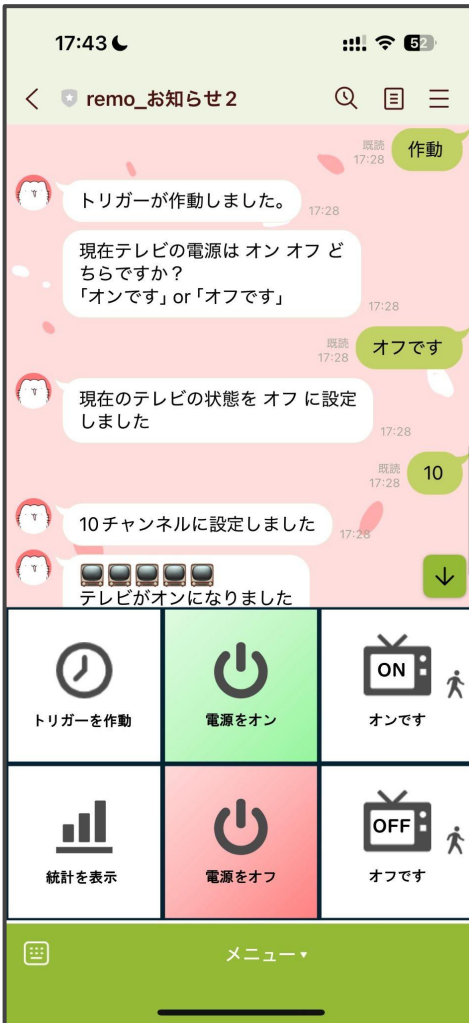 17:43
52
remo_お知らせ2
既読
17:28
作動
トリガーが作動しました。
17:28
現在テレビの電源は オン オフ ど
ちらですか？
「オンです」 or 「オフです」
17:28
既読
17:28
オフです
現在のテレビの状態を オフ に設定
しました
17:28
既読
17:28
10
10チャンネルに設定しました
17:28
テレビがオンになりました
トリガーを作動
電源をオン
ON
オンです
統計を表示
電源をオフ
OFF
オフです
メニュー▾